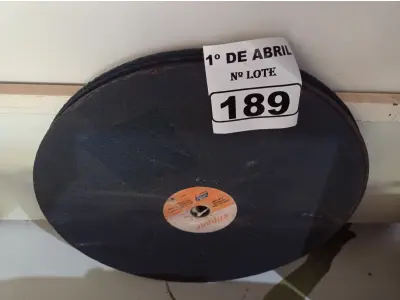 1º DE ABRIL
Nº LOTE
189